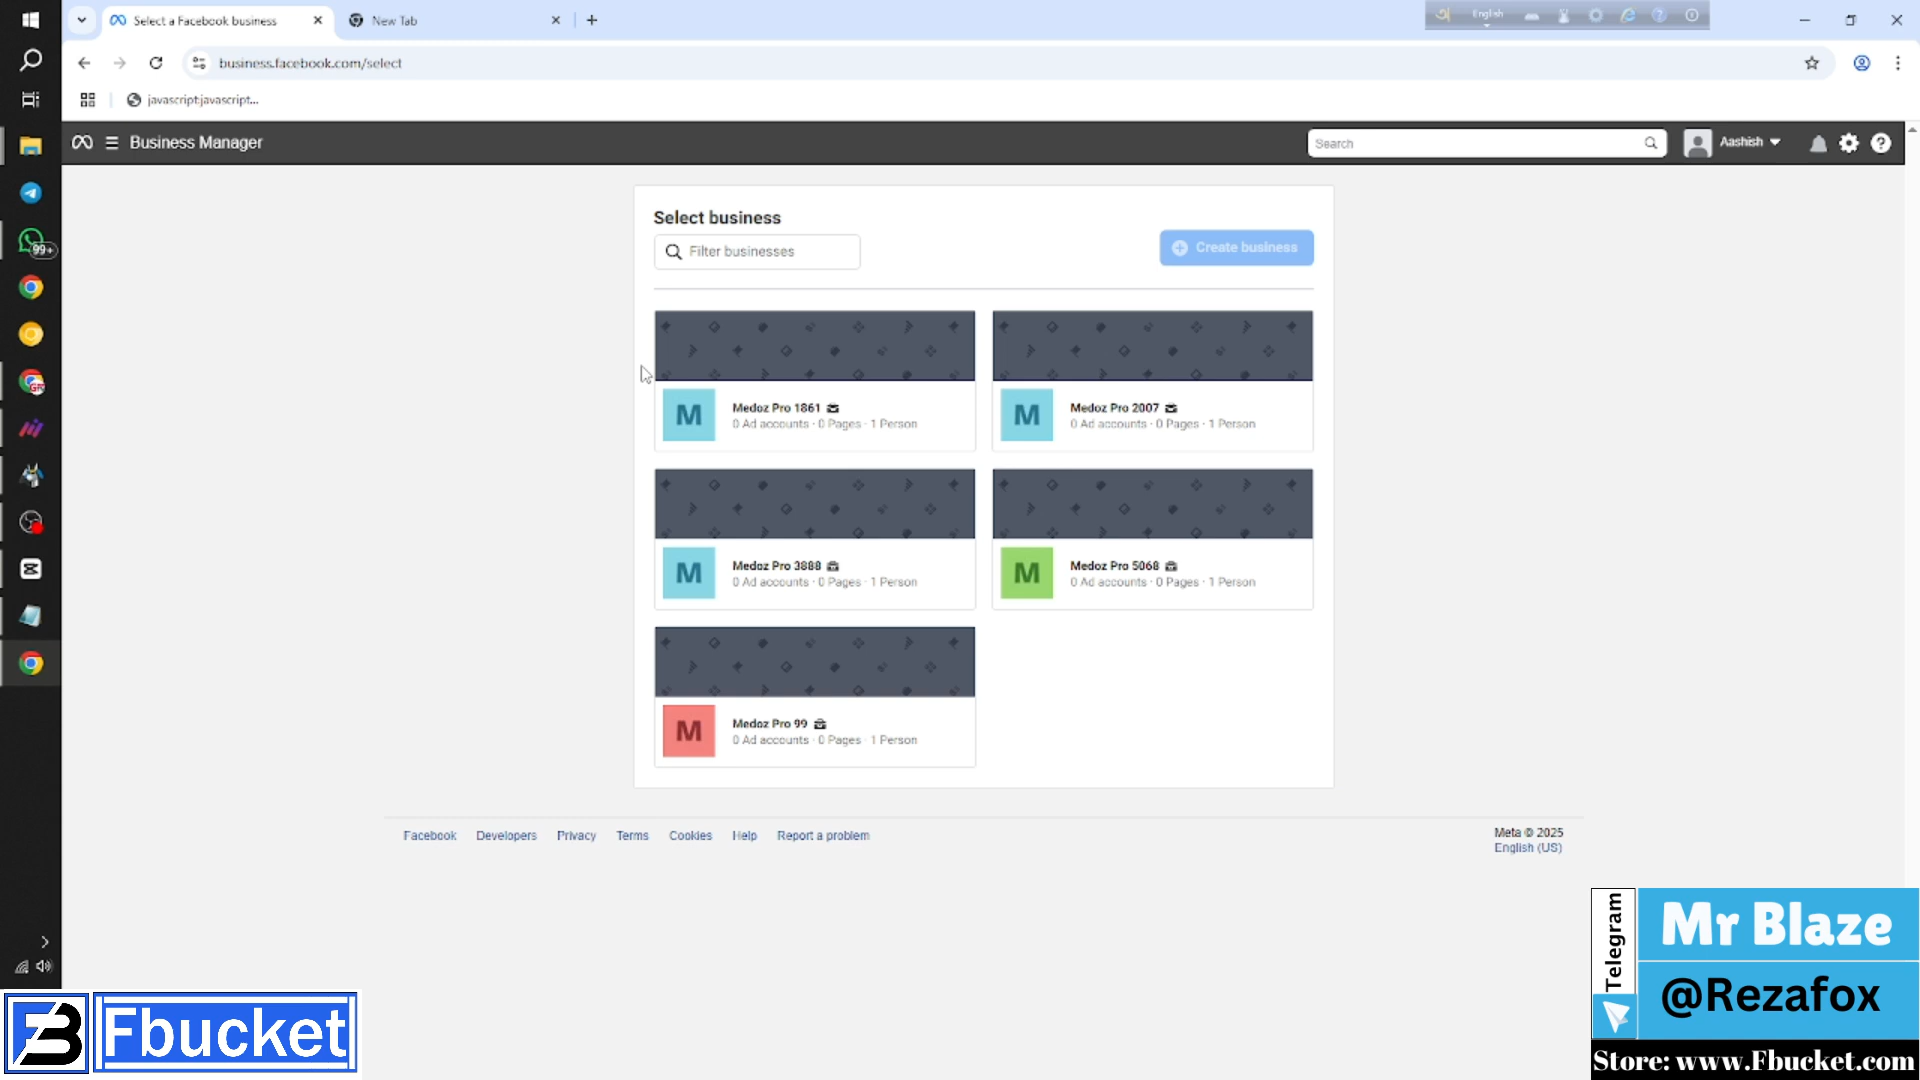 Select a Facebook business
New Tab
English
business.facebook.com/select
javascript:javascript...
Business Manager
Search
Aashish
Select business
Filter businesses
Create business
M
Medoz Pro 1861
0 Ad accounts · 0 Pages · 1 Person
M
Medoz Pro 2007
0 Ad accounts · 0 Pages · 1 Person
M
Medoz Pro 3888
0 Ad accounts · 0 Pages · 1 Person
M
Medoz Pro 5068
0 Ad accounts · 0 Pages · 1 Person
M
Medoz Pro 99
0 Ad accounts · 0 Pages · 1 Person
Facebook Developers Privacy Terms Cookies Help Report a problem
Meta © 2025
English (US)
99+
Telegram
Mr Blaze
@Rezafox
Store: www.Fbucket.com
Fbucket